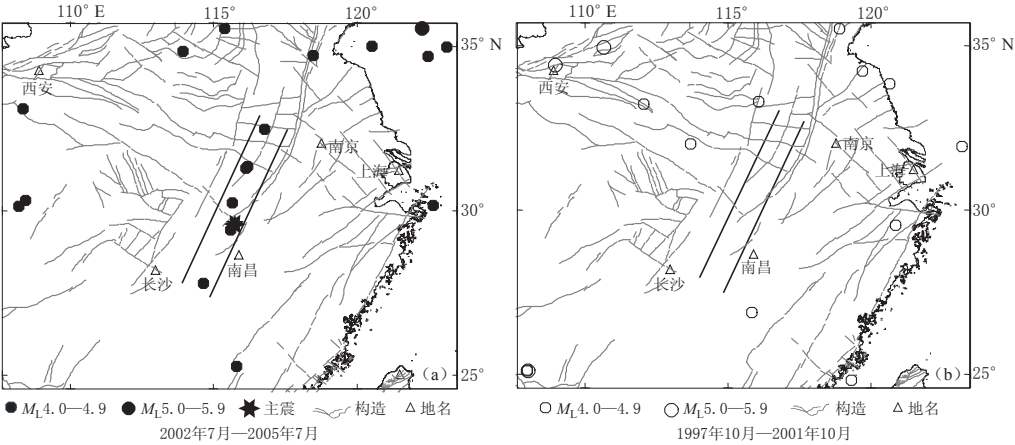 110° E 115° 120° 110° E 115° 120°
35° N 35° N
西安 西安
南京 南京
上海 上海
30° 30°
南昌 南昌
长沙 长沙
25° 25°
(a) (b)
ML4.0—4.9 ML5.0—5.9 主震 构造 地名 ML4.0—4.9 ML5.0—5.9 构造 地名
2002年7月—2005年7月 1997年10月—2001年10月